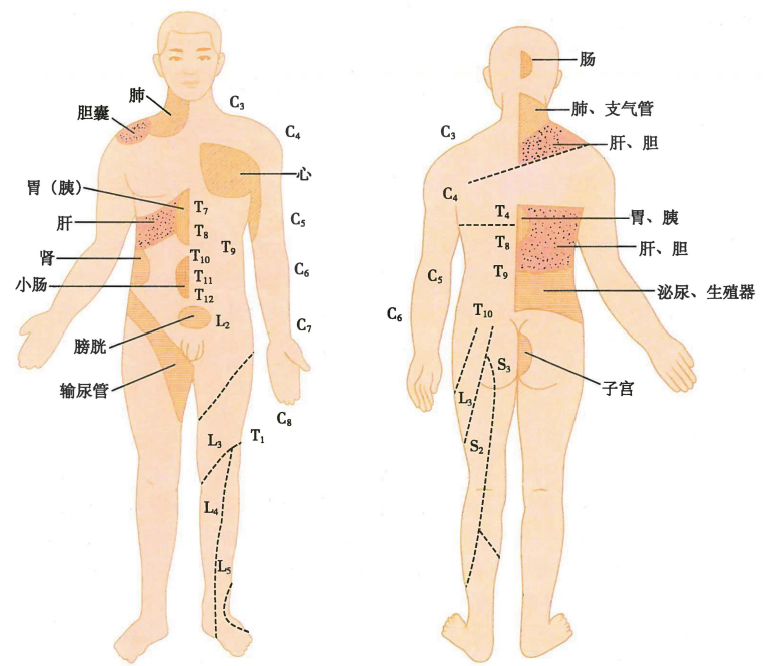 肺
C₃
胆囊
C₄
心
胃（胰）
T₇
肝
T₈
C₅
T₉
肾
T₁₀
C₆
小肠
T₁₁
T₁₂
L₂
C₇
膀胱
输尿管
C₈
L₃
T₁
L₄
L₅
肠
肺、支气管
C₃
肝、胆
C₄
T₄
胃、胰
T₈
肝、胆
T₉
C₅
泌尿、生殖器
C₆
T₁₀
S₃
子宫
L₃
S₂